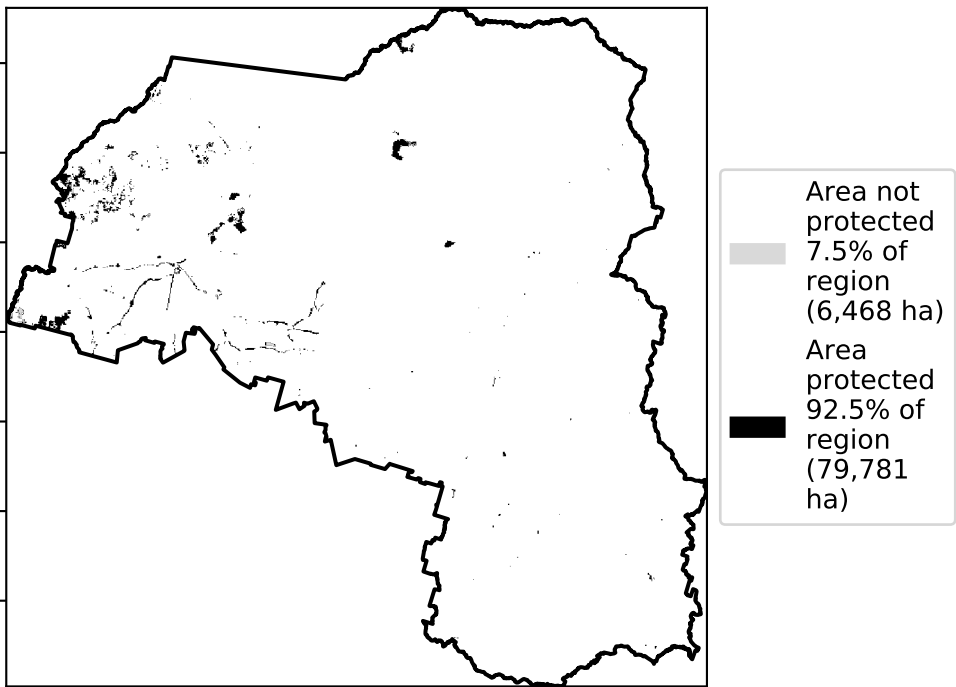 Area not
protected
7.5% of
region
(6,468 ha)
Area
protected
92.5% of
region
(79,781
ha)